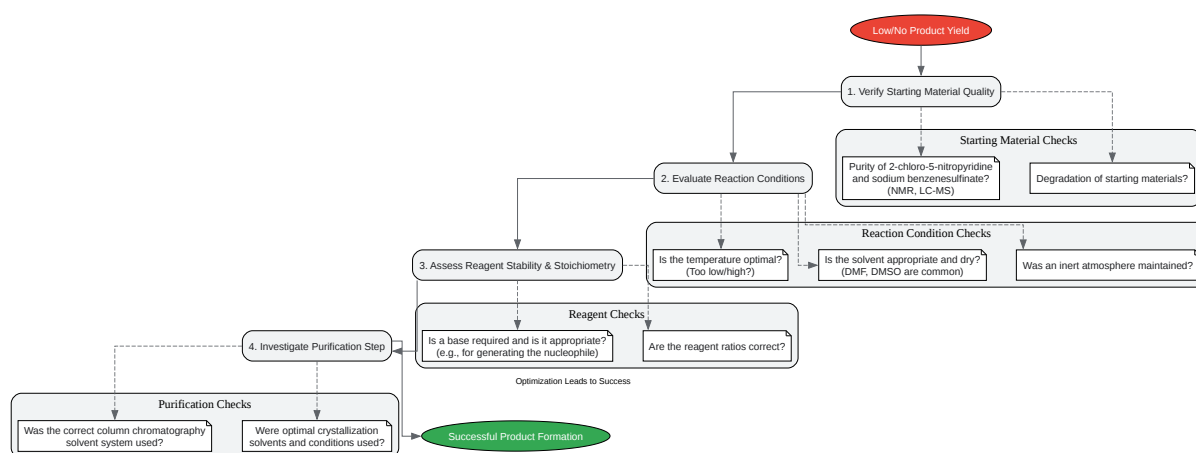 Low/No Product Yield
1. Verify Starting Material Quality
Starting Material Checks
Purity of 2-chloro-5-nitropyridine
and sodium benzenesulfinate?
(NMR, LC-MS)
Degradation of starting materials?
2. Evaluate Reaction Conditions
Reaction Condition Checks
Is the temperature optimal?
(Too low/high?)
Is the solvent appropriate and dry?
(DMF, DMSO are common)
Was an inert atmosphere maintained?
3. Assess Reagent Stability & Stoichiometry
Reagent Checks
Is a base required and is it appropriate?
(e.g., for generating the nucleophile)
Are the reagent ratios correct?
4. Investigate Purification Step
Optimization Leads to Success
Purification Checks
Was the correct column chromatography
solvent system used?
Were optimal crystallization
solvents and conditions used?
Successful Product Formation